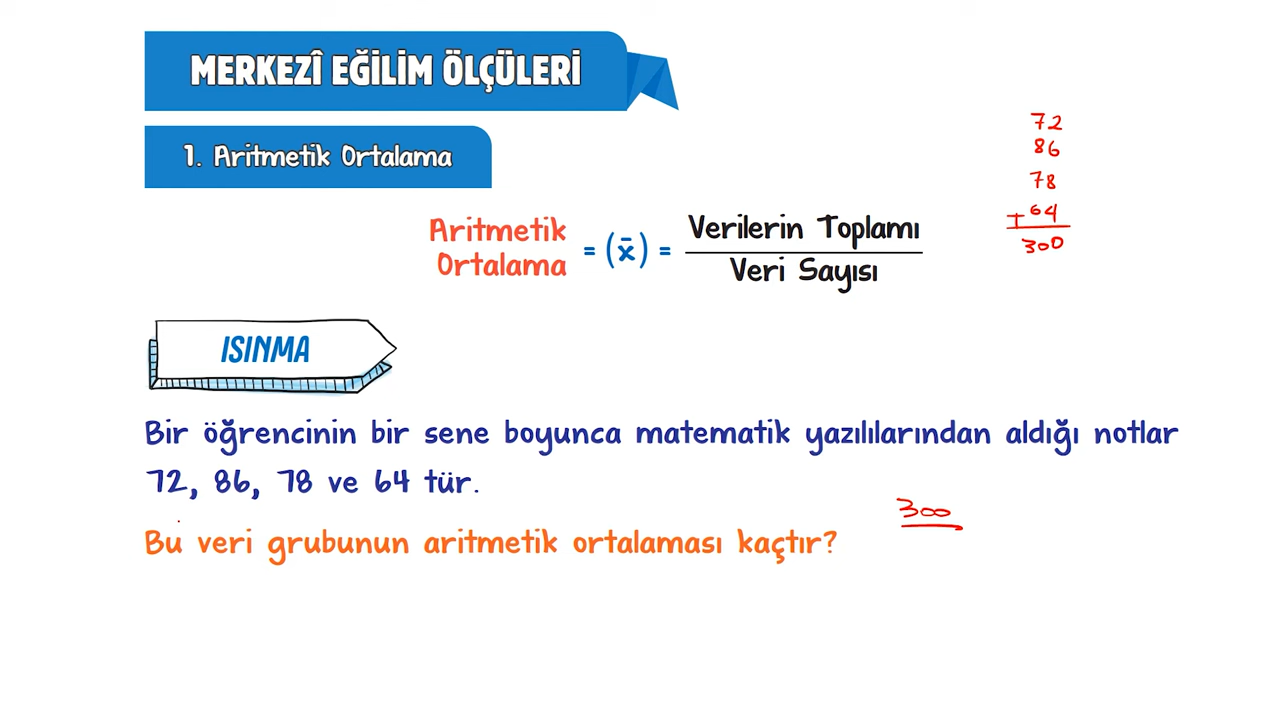 MERKEZÎ EĞİLİM ÖLÇÜLERİ
1. Aritmetik Ortalama
72
86
78
+ 64
300
Aritmetik Ortalama = (x̄) = Verilerin Toplamı
Veri Sayısı
ISINMA
Bir öğrencinin bir sene boyunca matematik yazılılarından aldığı notlar
72, 86, 78 ve 64 tür.
300
Bu veri grubunun aritmetik ortalaması kaçtır?